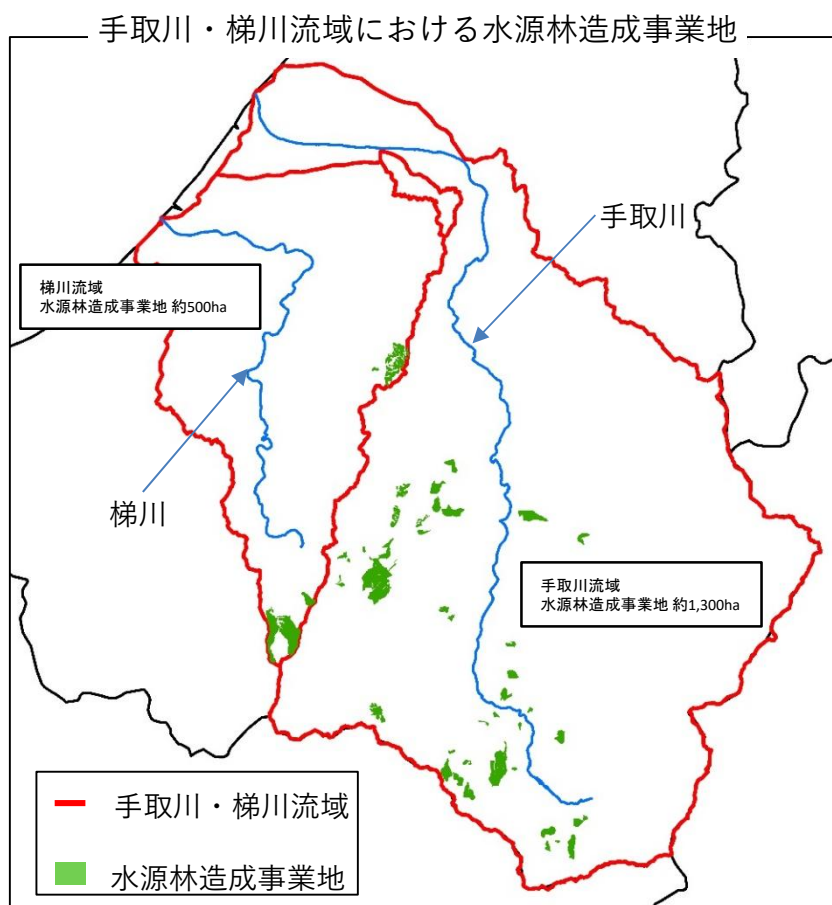 手取川・梯川流域における水源林造成事業地
手取川
梯川流域
水源林造成事業地 約500ha
梯川
手取川流域
水源林造成事業地 約1,300ha
手取川・梯川流域
水源林造成事業地